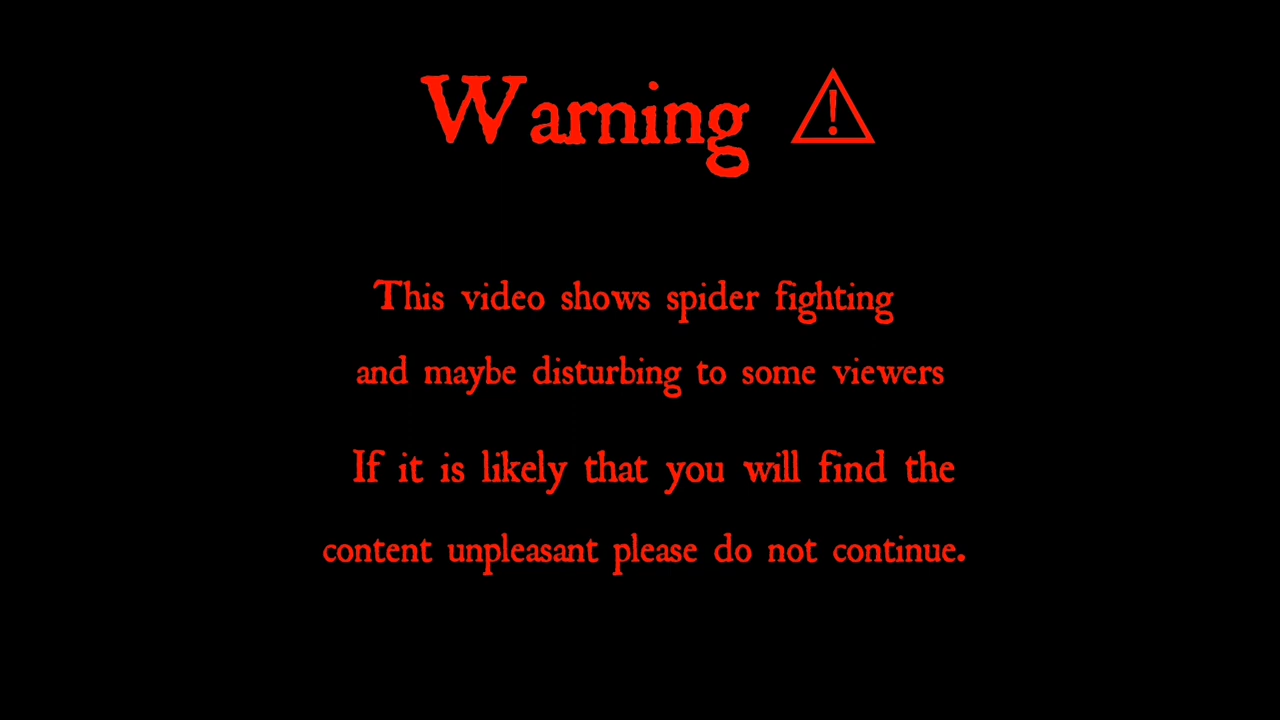 Warning ⚠
This video shows spider fighting
and maybe disturbing to some viewers
If it is likely that you will find the
content unpleasant please do not continue.